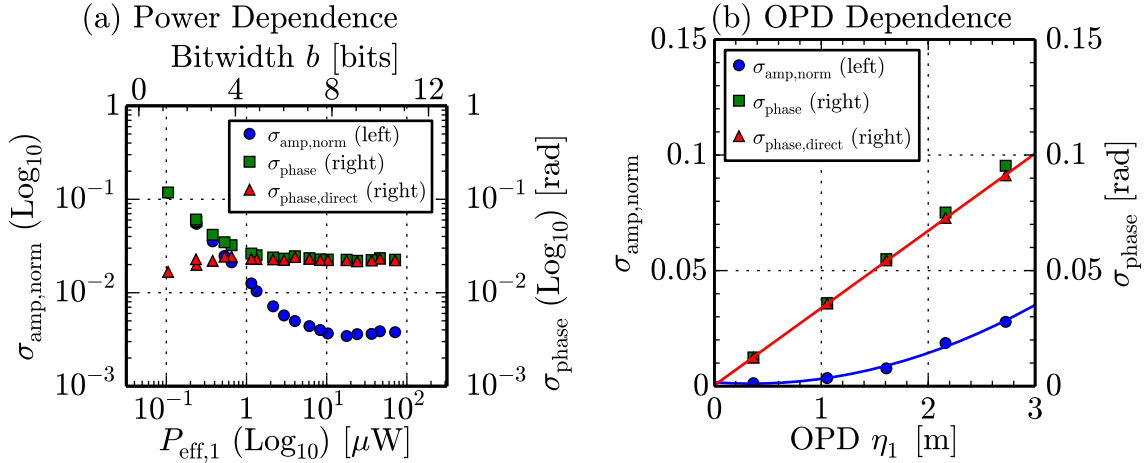 (a) Power Dependence
Bitwidth b [bits]
0 4 8 12
1
10⁻¹
10⁻²
10⁻³
σamp,norm (Log₁₀)
σamp,norm (left)
σphase (right)
σphase,direct (right)
1
10⁻¹
10⁻²
10⁻³
σphase (Log₁₀) [rad]
10⁻¹ 1 10¹ 10²
Peff,1 (Log₁₀) [μW]
(b) OPD Dependence
0.15
0.1
0.05
0
σamp,norm
σamp,norm (left)
σphase (right)
σphase,direct (right)
0.15
0.1
0.05
0
σphase [rad]
0 1 2 3
OPD η₁ [m]